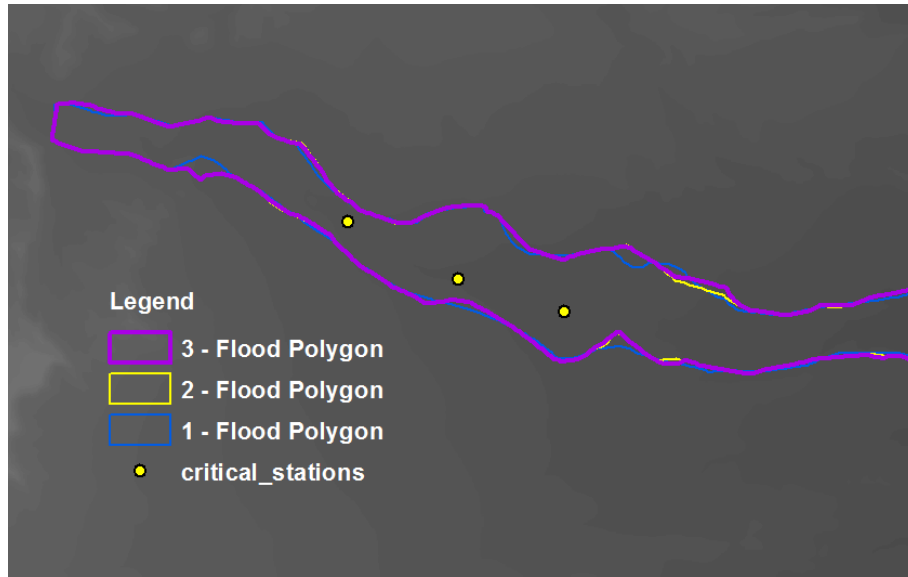 Legend
3 - Flood Polygon
2 - Flood Polygon
1 - Flood Polygon
critical_stations